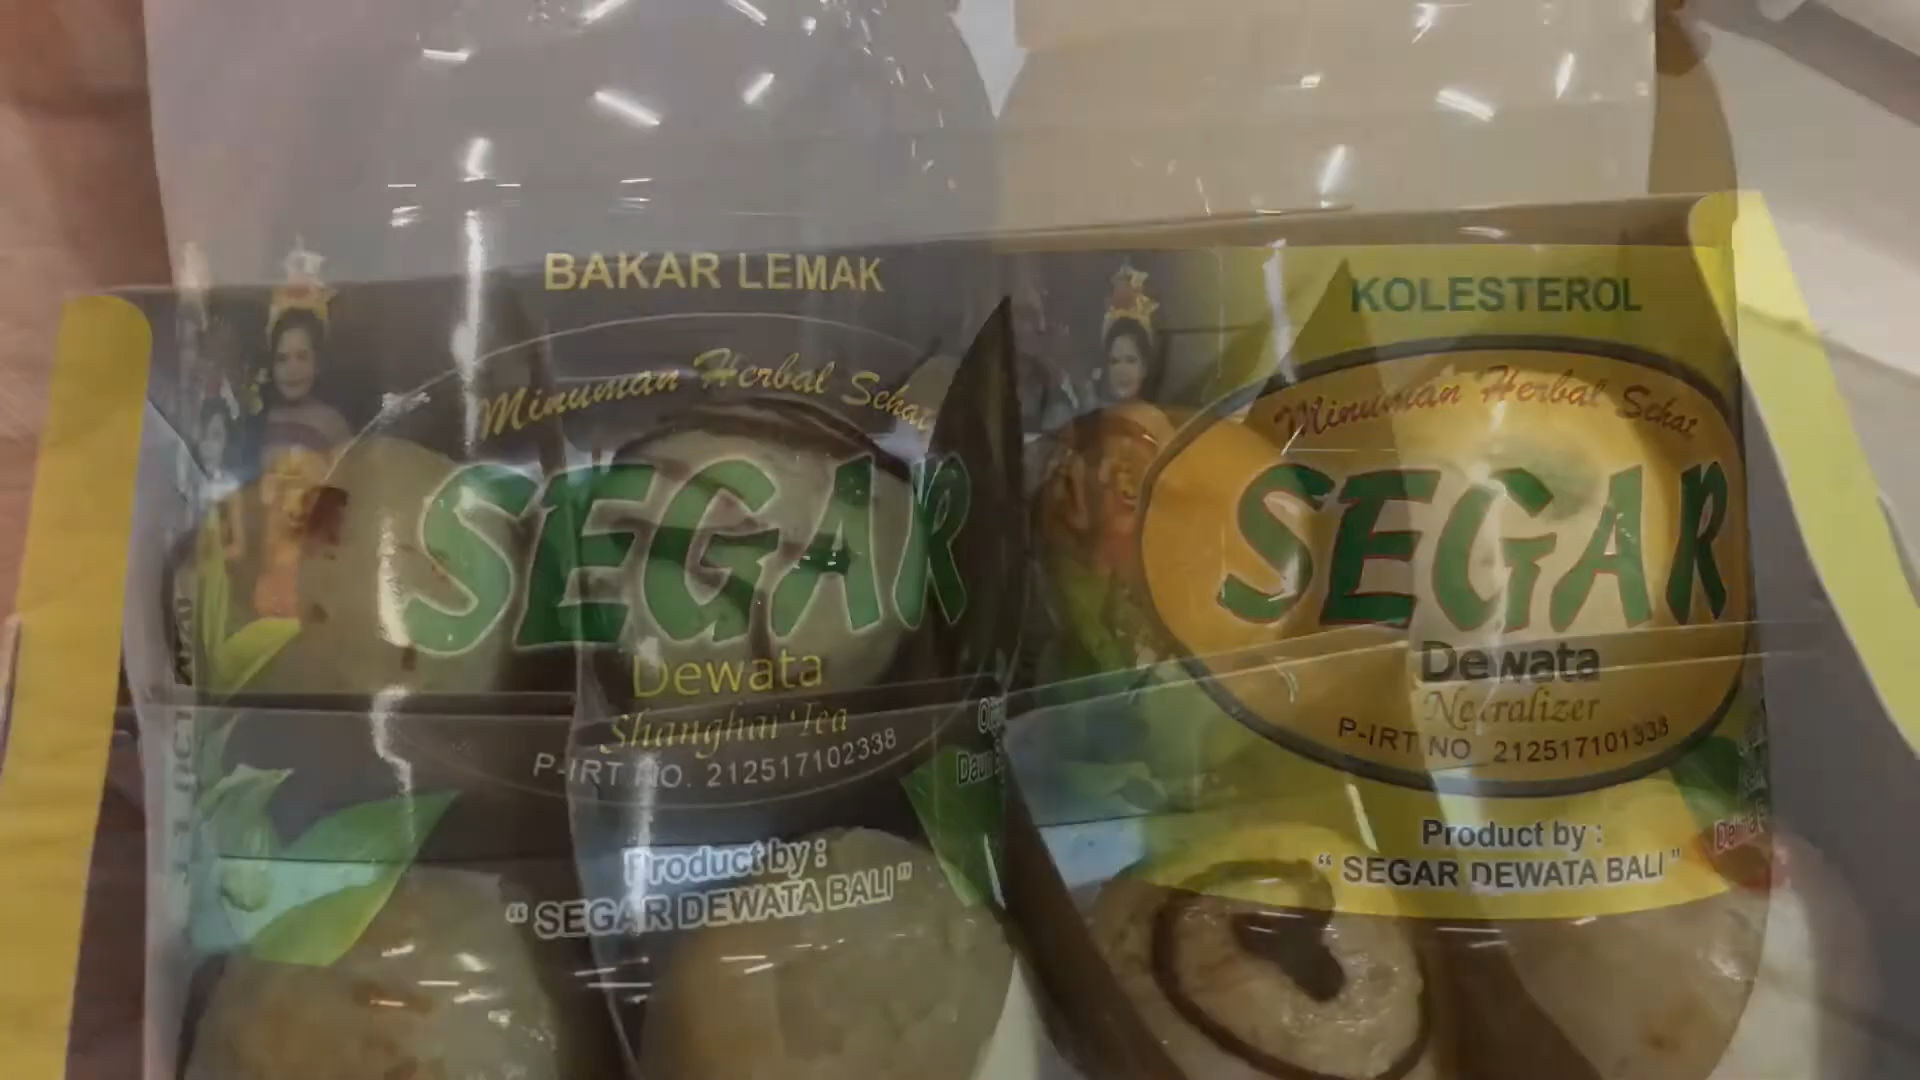 BAKAR LEMAK
Minuman Herbal Sehat
SEGAR
Dewata
Shanghai Tea
P-IRT NO. 212517102338
Product by :
“ SEGAR DEWATA BALI ”
KOLESTEROL
Minuman Herbal Sehat
SEGAR
Dewata
P-IRT NO 212517101338
Product by :
“ SEGAR DEWATA BALI ”